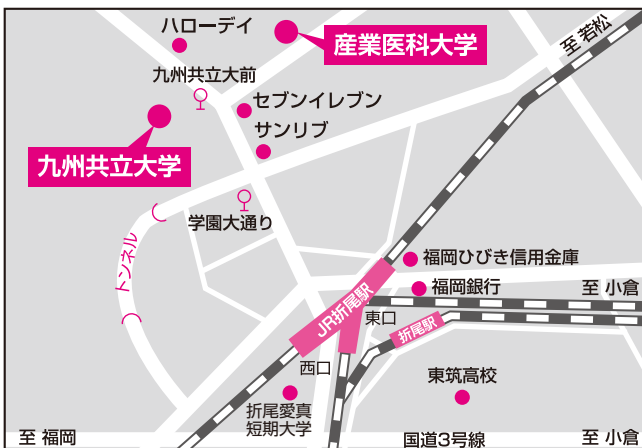 ハローデイ
産業医科大学
至 若松
九州共立大前
セブンイレブン
サンリブ
九州共立大学
学園大通り
トンネル
福岡ひびき信用金庫
福岡銀行
至 小倉
JR折尾駅
東口
折尾駅
西口
東筑高校
折尾愛真
短期大学
至 福岡
国道3号線
至 小倉